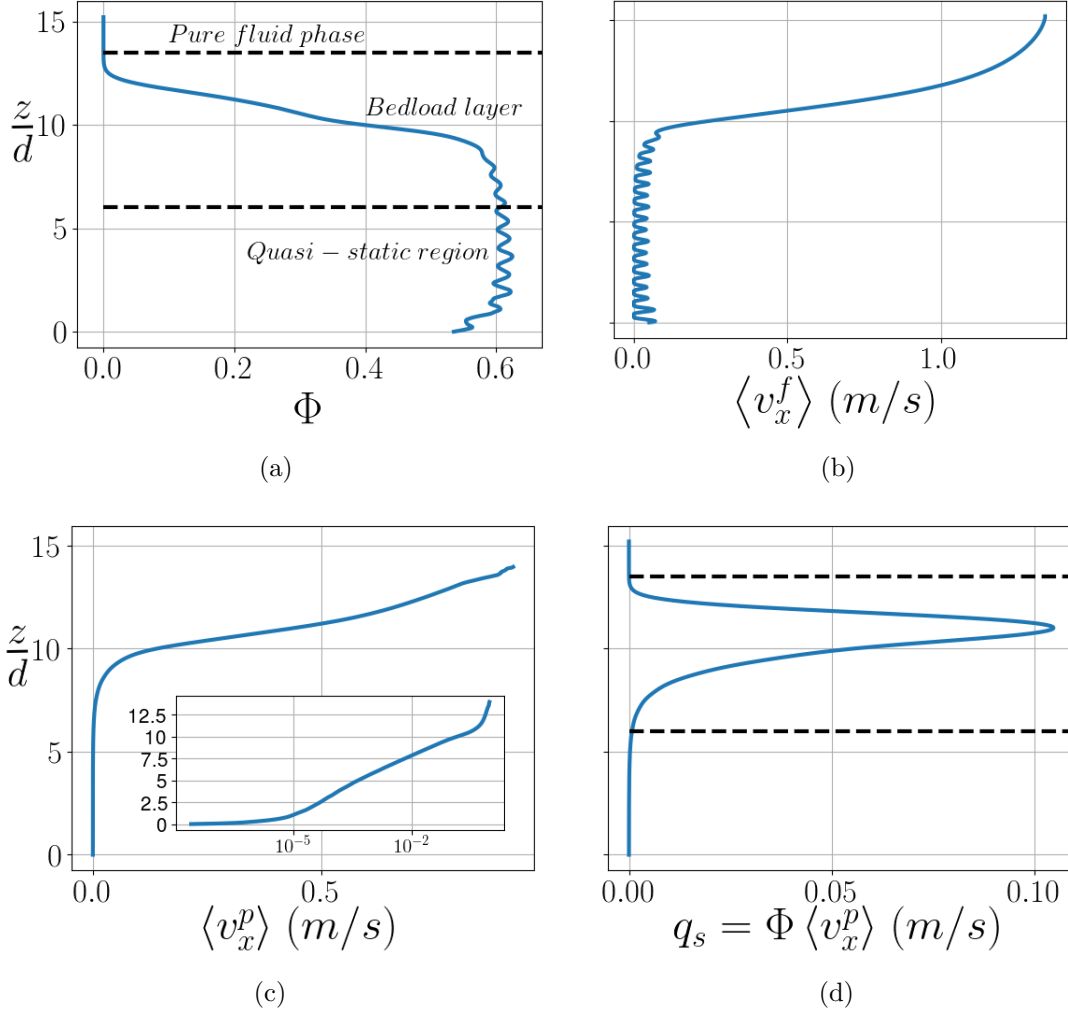 15
Pure fluid phase
z/d
10
Bedload layer
5
Quasi − static region
0
0.0 0.2 0.4 0.6
Φ
(a)
0.0 0.5 1.0
⟨v_x^f⟩ (m/s)
(b)
15
z/d
10
5
0
12.5
10
7.5
5
2.5
0
10^{-5} 10^{-2}
0.0 0.5
⟨v_x^p⟩ (m/s)
(c)
0.00 0.05 0.10
q_s = Φ ⟨v_x^p⟩ (m/s)
(d)